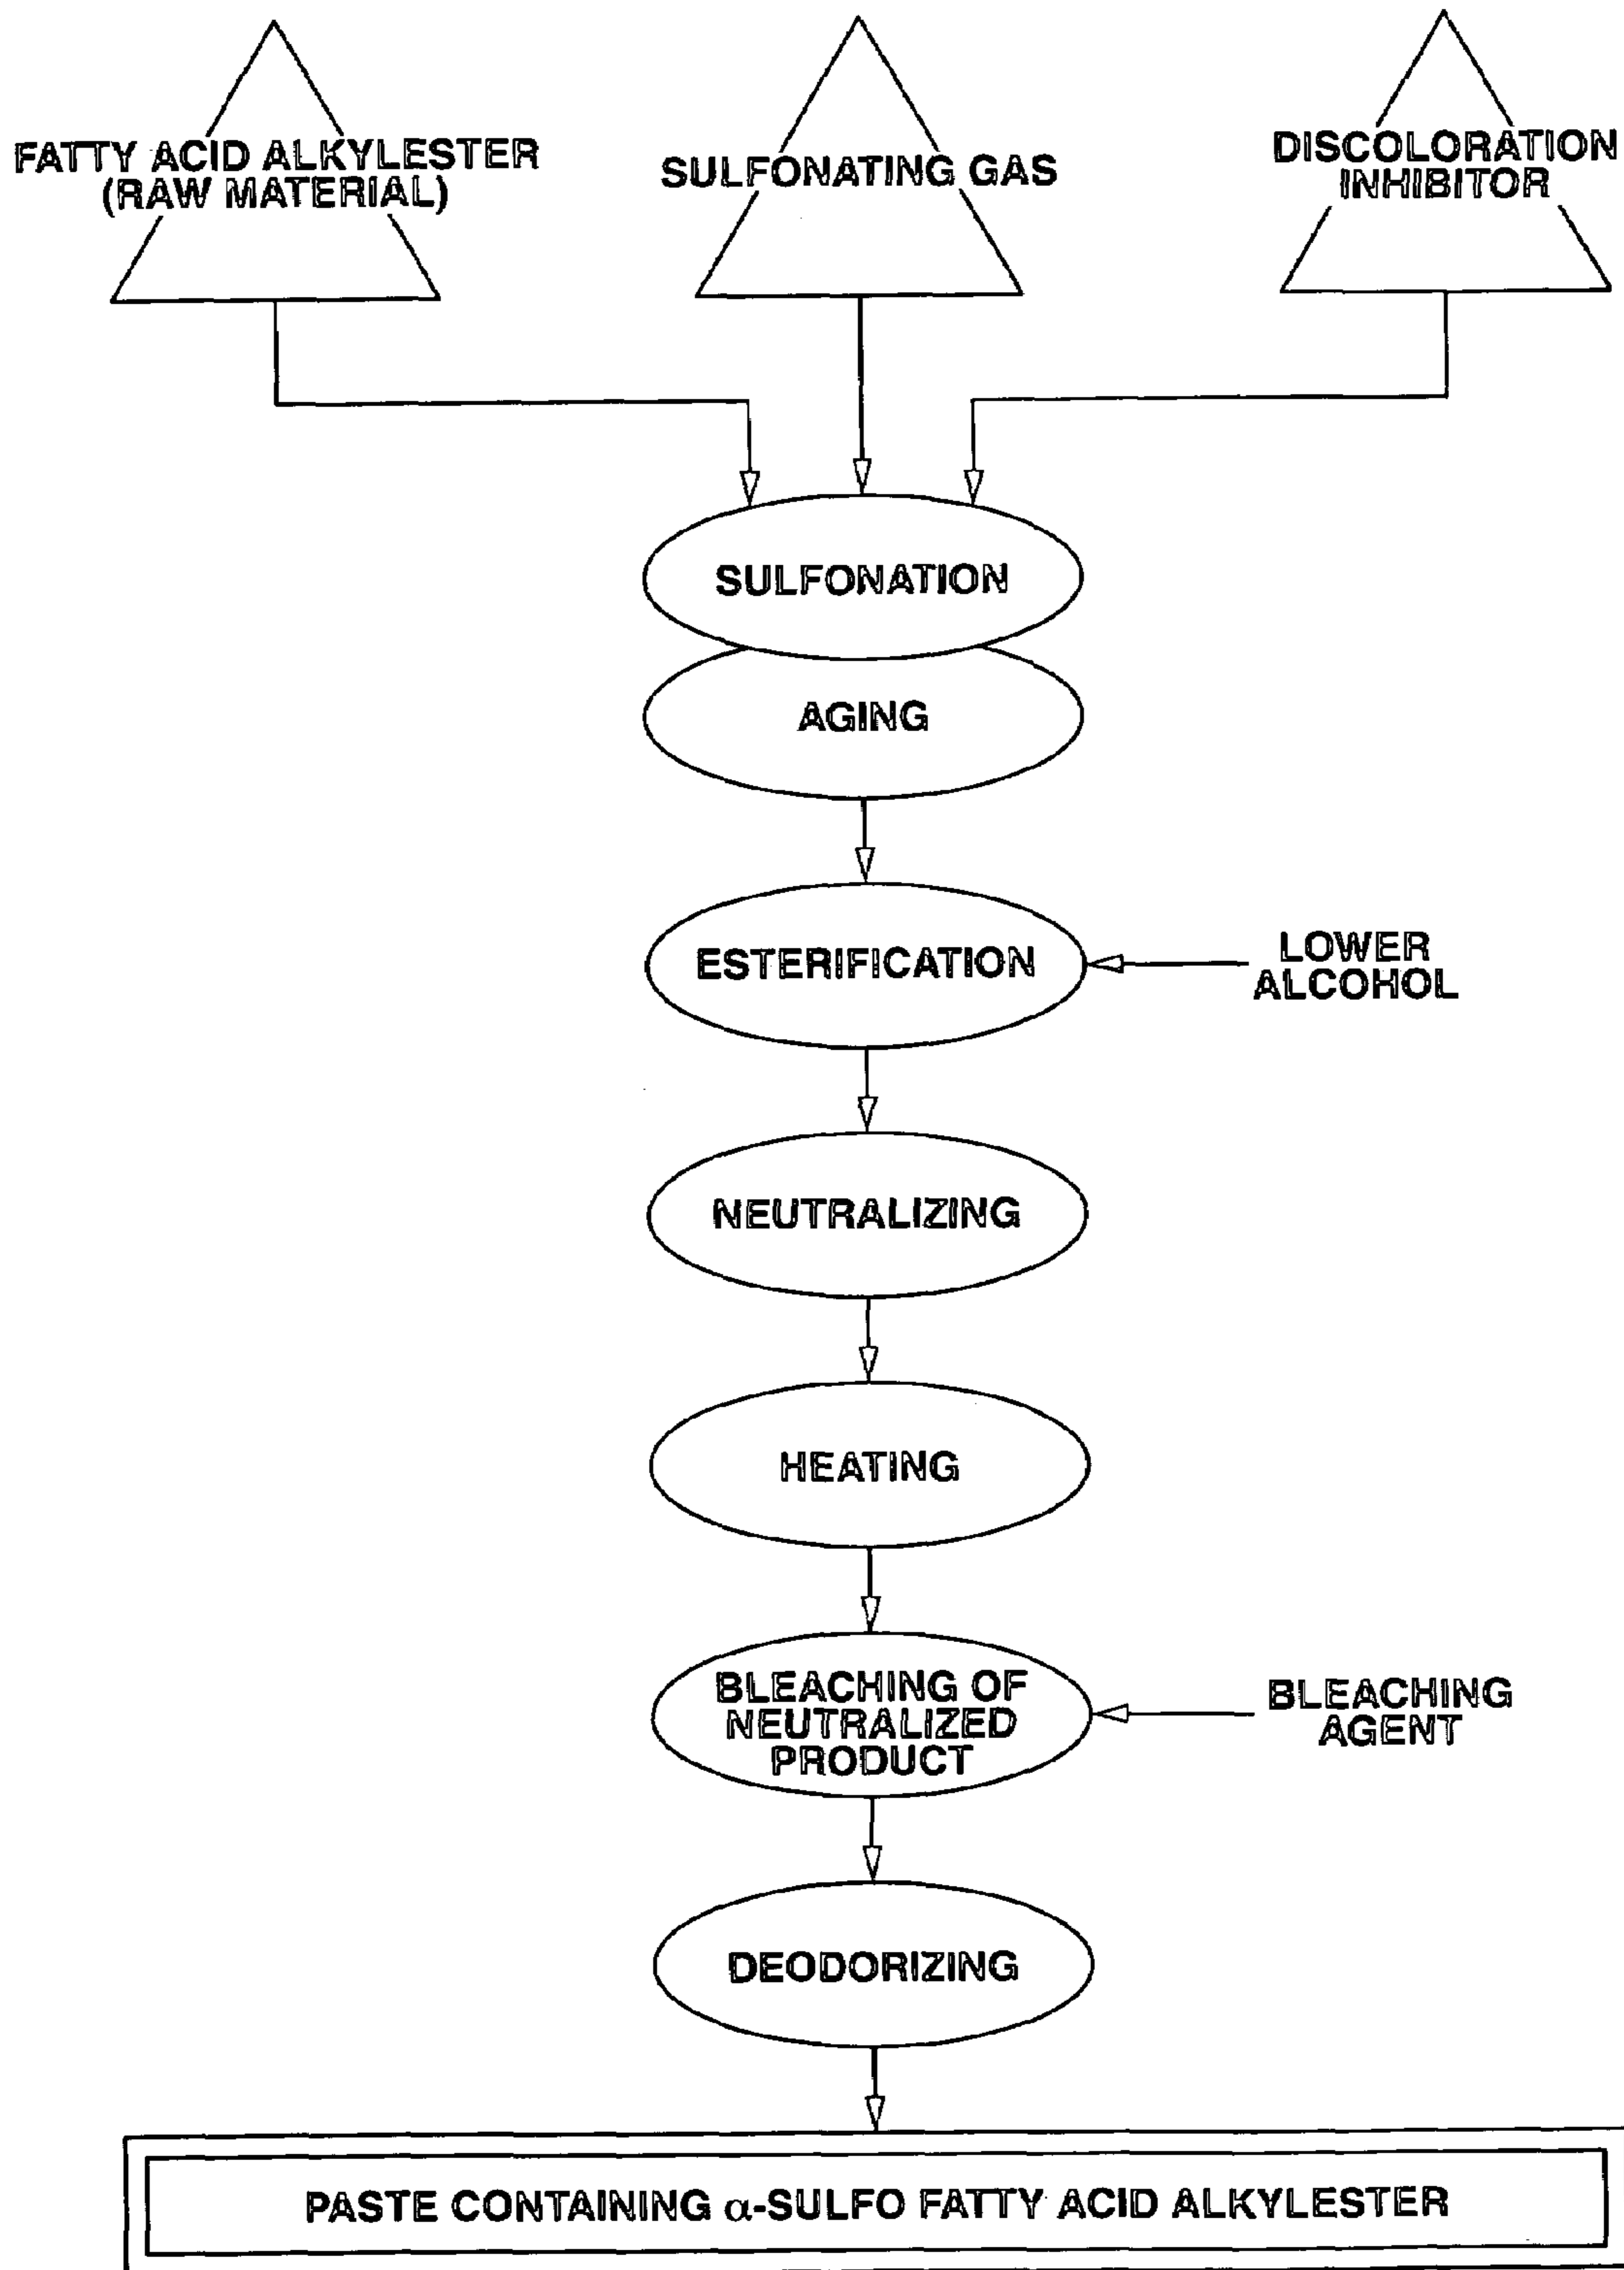 FATTY ACID ALKYLESTER
(RAW MATERIAL)
SULFONATING GAS
DISCOLORATION
INHIBITOR
SULFONATION
AGING
ESTERIFICATION
LOWER
ALCOHOL
NEUTRALIZING
HEATING
BLEACHING OF
NEUTRALIZED
PRODUCT
BLEACHING
AGENT
DEODORIZING
PASTE CONTAINING α-SULFO FATTY ACID ALKYLESTER